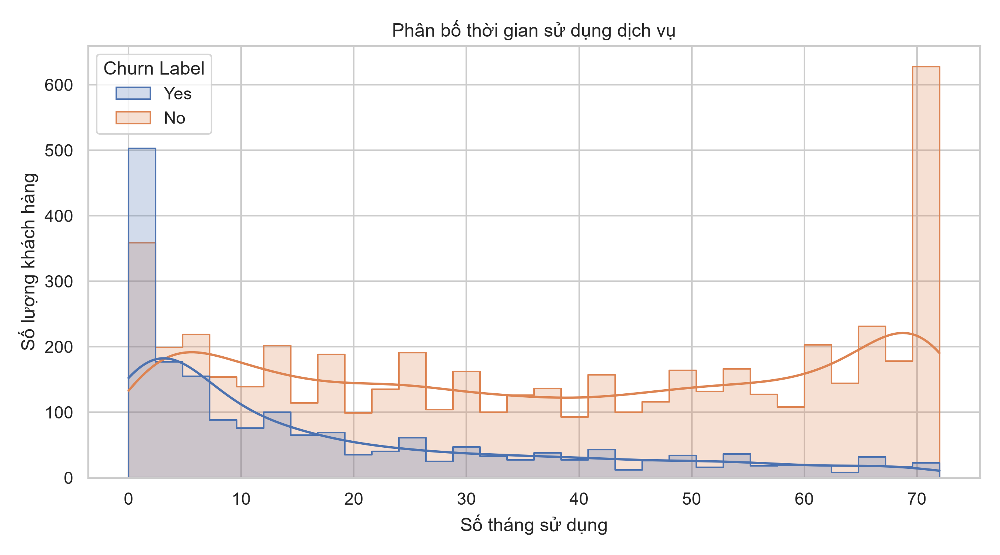 Phân bố thời gian sử dụng dịch vụ
Churn Label
Yes
No
Số lượng khách hàng
600
500
400
300
200
100
0
0 10 20 30 40 50 60 70
Số tháng sử dụng